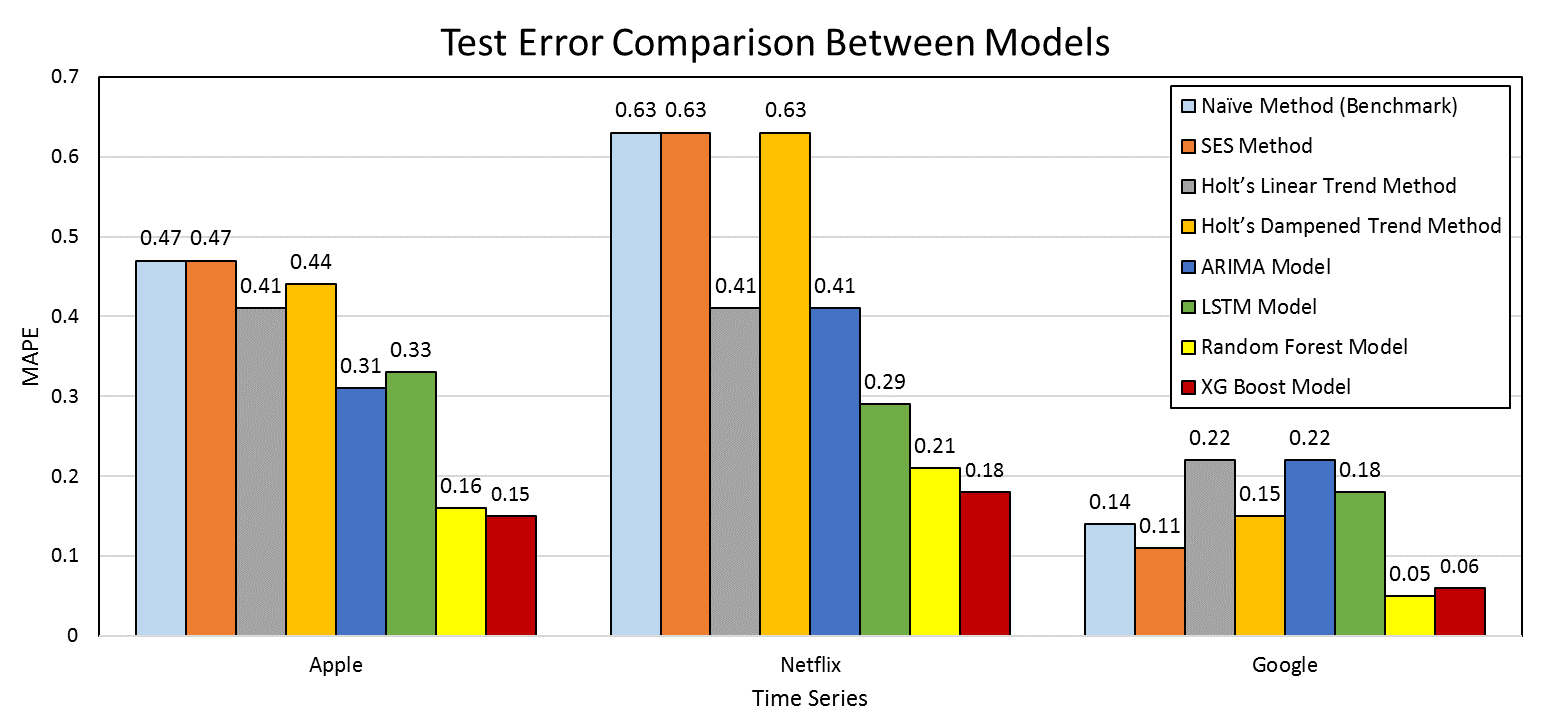 Test Error Comparison Between Models
0.7
0.6
0.5
0.4
0.3
0.2
0.1
0
MAPE
0.47
0.47
0.41
0.44
0.31
0.33
0.16
0.15
0.63
0.63
0.41
0.63
0.41
0.29
0.21
0.18
0.14
0.11
0.22
0.15
0.22
0.18
0.05
0.06
Naïve Method (Benchmark)
SES Method
Holt’s Linear Trend Method
Holt’s Dampened Trend Method
ARIMA Model
LSTM Model
Random Forest Model
XG Boost Model
Apple
Netflix
Google
Time Series